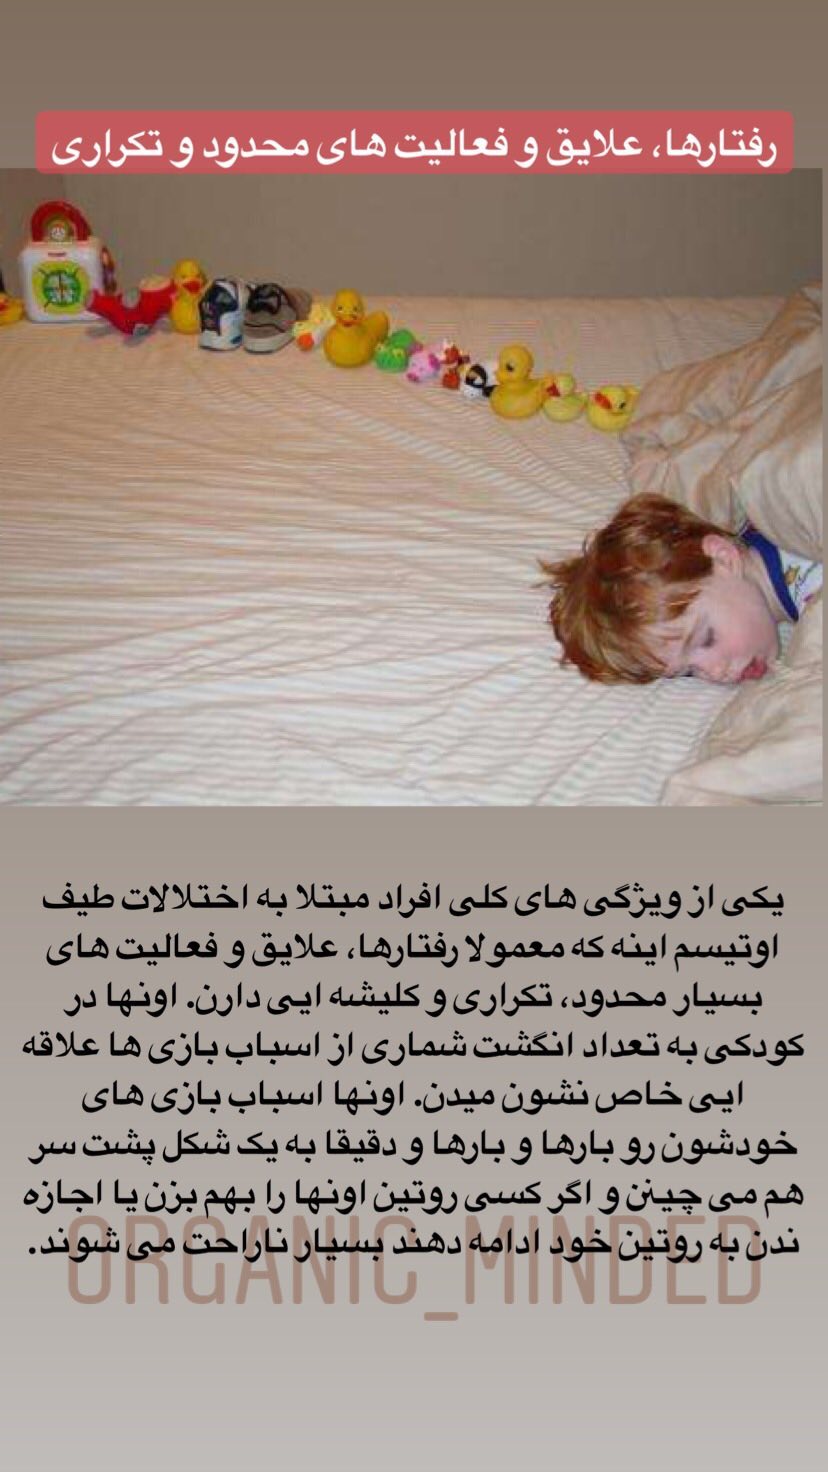 رفتارها، علایق و فعالیت های محدود و تکراری
یکی از ویژگی های کلی افراد مبتلا به اختلالات طیف
اوتیسم اینه که معمولا رفتارها، علایق و فعالیت های
بسیار محدود، تکراری و کلیشه ایی دارن. اونها در
کودکی به تعداد انگشت شماری از اسباب بازی ها علاقه
ایی خاص نشون میدن. اونها اسباب بازی های
خودشون رو بارها و بارها و دقیقا به یک شکل پشت سر
هم می چینن و اگر کسی روتین اونها را بهم بزن یا اجازه
ندن به روتین خود ادامه دهند بسیار ناراحت می شوند.
ORGANIC_MINDED